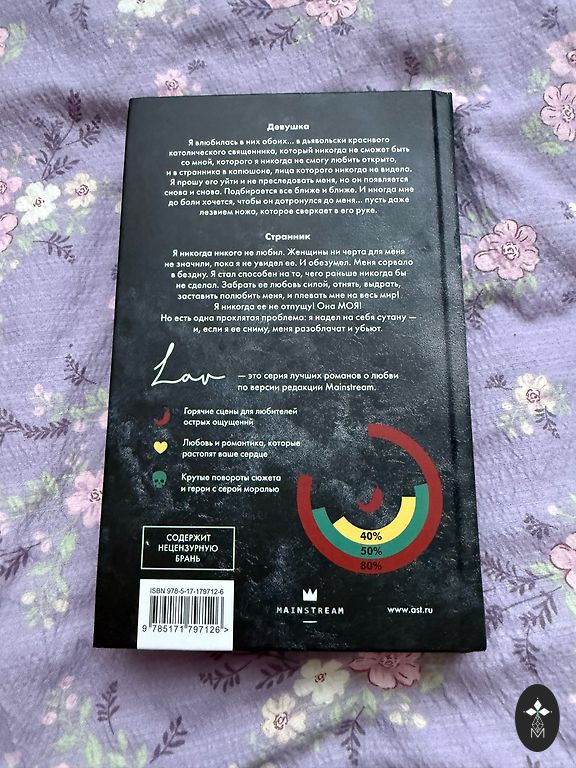 Девушка
Я влюбилась в них обоих... в дьявольски красивого
католического священника, который никогда не сможет быть
со мной, которого я никогда не смогу любить открыто,
и в странника в капюшоне, лица которого никогда не видела.
Я прошу его уйти и не преследовать меня, но он появляется
снова и снова. Подбирается все ближе и ближе. И иногда мне
до боли хочется, чтобы он дотронулся до меня... пусть даже
лезвием ножа, которое сверкает в его руке.
Странник
Я никогда никого не любил. Женщины ни черта для меня
не значили, пока я не увидел ее. И обезумел. Меня сорвало
в бездну. Я стал способен на то, чего раньше никогда бы
не сделал. Забрать ее любовь силой, отнять, выдрать,
заставить полюбить меня, и плевать мне на весь мир!
Я никогда ее не отпущу! Она МОЯ!
Но есть одна проклятая проблема: я надел на себя сутану —
и, если я ее сниму, меня разоблачат и убьют.
Lav — это серия лучших романов о любви
по версии редакции Mainstream.
Горячие сцены для любителей
острых ощущений
Любовь и романтика, которые
растопят ваше сердце
Крутые повороты сюжета
и герои с серой моралью
40%
50%
80%
СОДЕРЖИТ
НЕЦЕНЗУРНУЮ
БРАНЬ
ISBN 978-5-17-179712-6
9 785171 797126>
MAINSTREAM
www.ast.ru